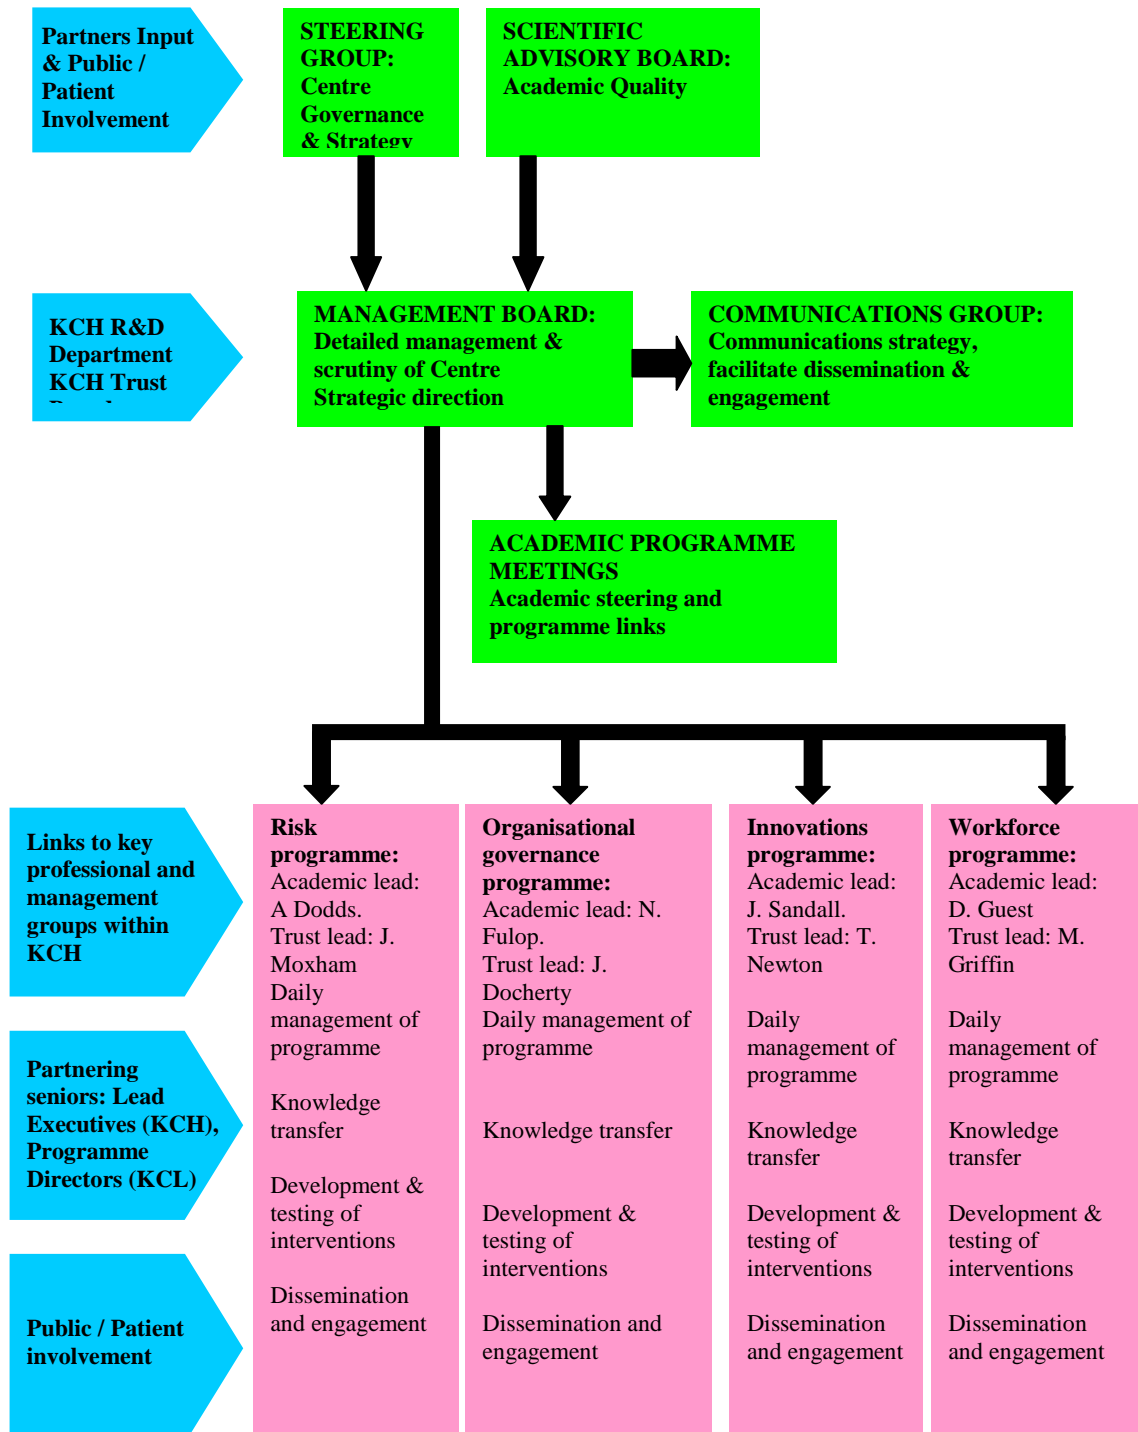 Partners Input
& Public /
Patient
Involvement
STEERING
GROUP:
Centre
Governance
& Strategy
SCIENTIFIC
ADVISORY BOARD:
Academic Quality
KCH R&D
Department
KCH Trust
MANAGEMENT BOARD:
Detailed management &
scrutiny of Centre
Strategic direction
COMMUNICATIONS GROUP:
Communications strategy,
facilitate dissemination &
engagement
ACADEMIC PROGRAMME
MEETINGS
Academic steering and
programme links
Links to key
professional and
management
groups within
KCH
Partnering
seniors: Lead
Executives (KCH),
Programme
Directors (KCL)
Public / Patient
involvement
Risk
programme:
Academic lead:
A Dodds.
Trust lead: J.
Moxham
Daily
management of
programme
Knowledge
transfer
Development &
testing of
interventions
Dissemination
and engagement
Organisational
governance
programme:
Academic lead: N.
Fulop.
Trust lead: J.
Docherty
Daily management of
programme
Knowledge transfer
Development &
testing of
interventions
Dissemination and
engagement
Innovations
programme:
Academic lead:
J. Sandall.
Trust lead: T.
Newton
Daily
management of
programme
Knowledge
transfer
Development &
testing of
interventions
Dissemination
and engagement
Workforce
programme:
Academic lead:
D. Guest
Trust lead: M.
Griffin
Daily
management of
programme
Knowledge
transfer
Development &
testing of
interventions
Dissemination
and engagement